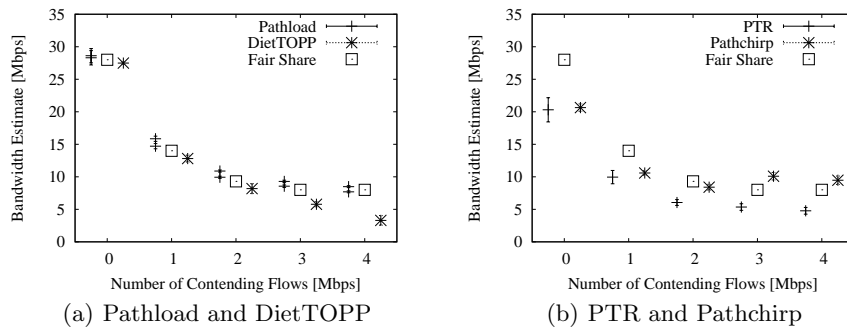 35
30
25
20
15
10
5
0
Bandwidth Estimate [Mbps]
Pathload
DietTOPP
Fair Share
0 1 2 3 4
Number of Contending Flows [Mbps]
(a) Pathload and DietTOPP
35
30
25
20
15
10
5
0
Bandwidth Estimate [Mbps]
PTR
Pathchirp
Fair Share
0 1 2 3 4
Number of Contending Flows [Mbps]
(b) PTR and Pathchirp